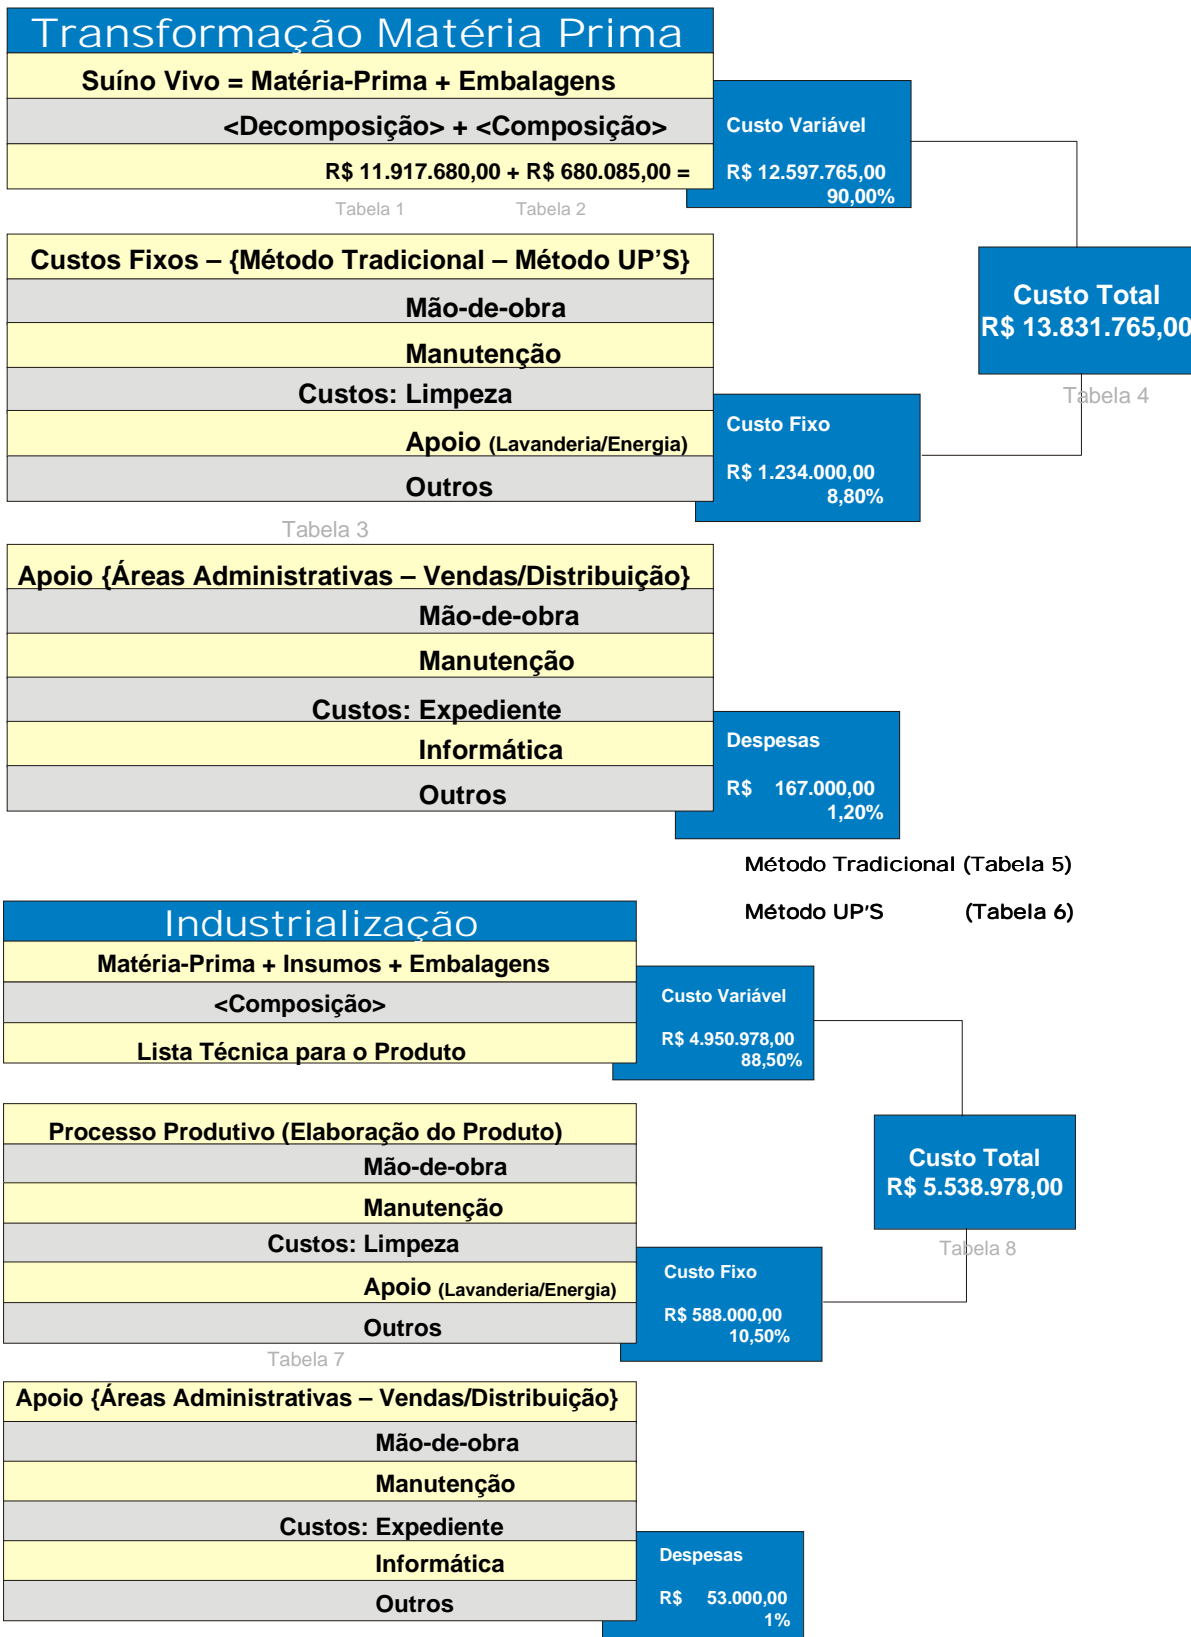 Transformação Matéria Prima
Suíno Vivo = Matéria-Prima + Embalagens
<Decomposição> + <Composição>
R$ 11.917.680,00 + R$ 680.085,00 =
Tabela 1 Tabela 2
Custo Variável
R$ 12.597.765,00
90,00%
Custos Fixos – {Método Tradicional – Método UP’S}
Mão-de-obra
Manutenção
Custos: Limpeza
Apoio (Lavanderia/Energia)
Outros
Tabela 3
Custo Fixo
R$ 1.234.000,00
8,80%
Custo Total
R$ 13.831.765,00
Tabela 4
Apoio {Áreas Administrativas – Vendas/Distribuição}
Mão-de-obra
Manutenção
Custos: Expediente
Informática
Outros
Despesas
R$ 167.000,00
1,20%
Método Tradicional (Tabela 5)
Método UP’S (Tabela 6)
Industrialização
Matéria-Prima + Insumos + Embalagens
<Composição>
Lista Técnica para o Produto
Custo Variável
R$ 4.950.978,00
88,50%
Processo Produtivo (Elaboração do Produto)
Mão-de-obra
Manutenção
Custos: Limpeza
Apoio (Lavanderia/Energia)
Outros
Tabela 7
Custo Fixo
R$ 588.000,00
10,50%
Custo Total
R$ 5.538.978,00
Tabela 8
Apoio {Áreas Administrativas – Vendas/Distribuição}
Mão-de-obra
Manutenção
Custos: Expediente
Informática
Outros
Despesas
R$ 53.000,00
1%